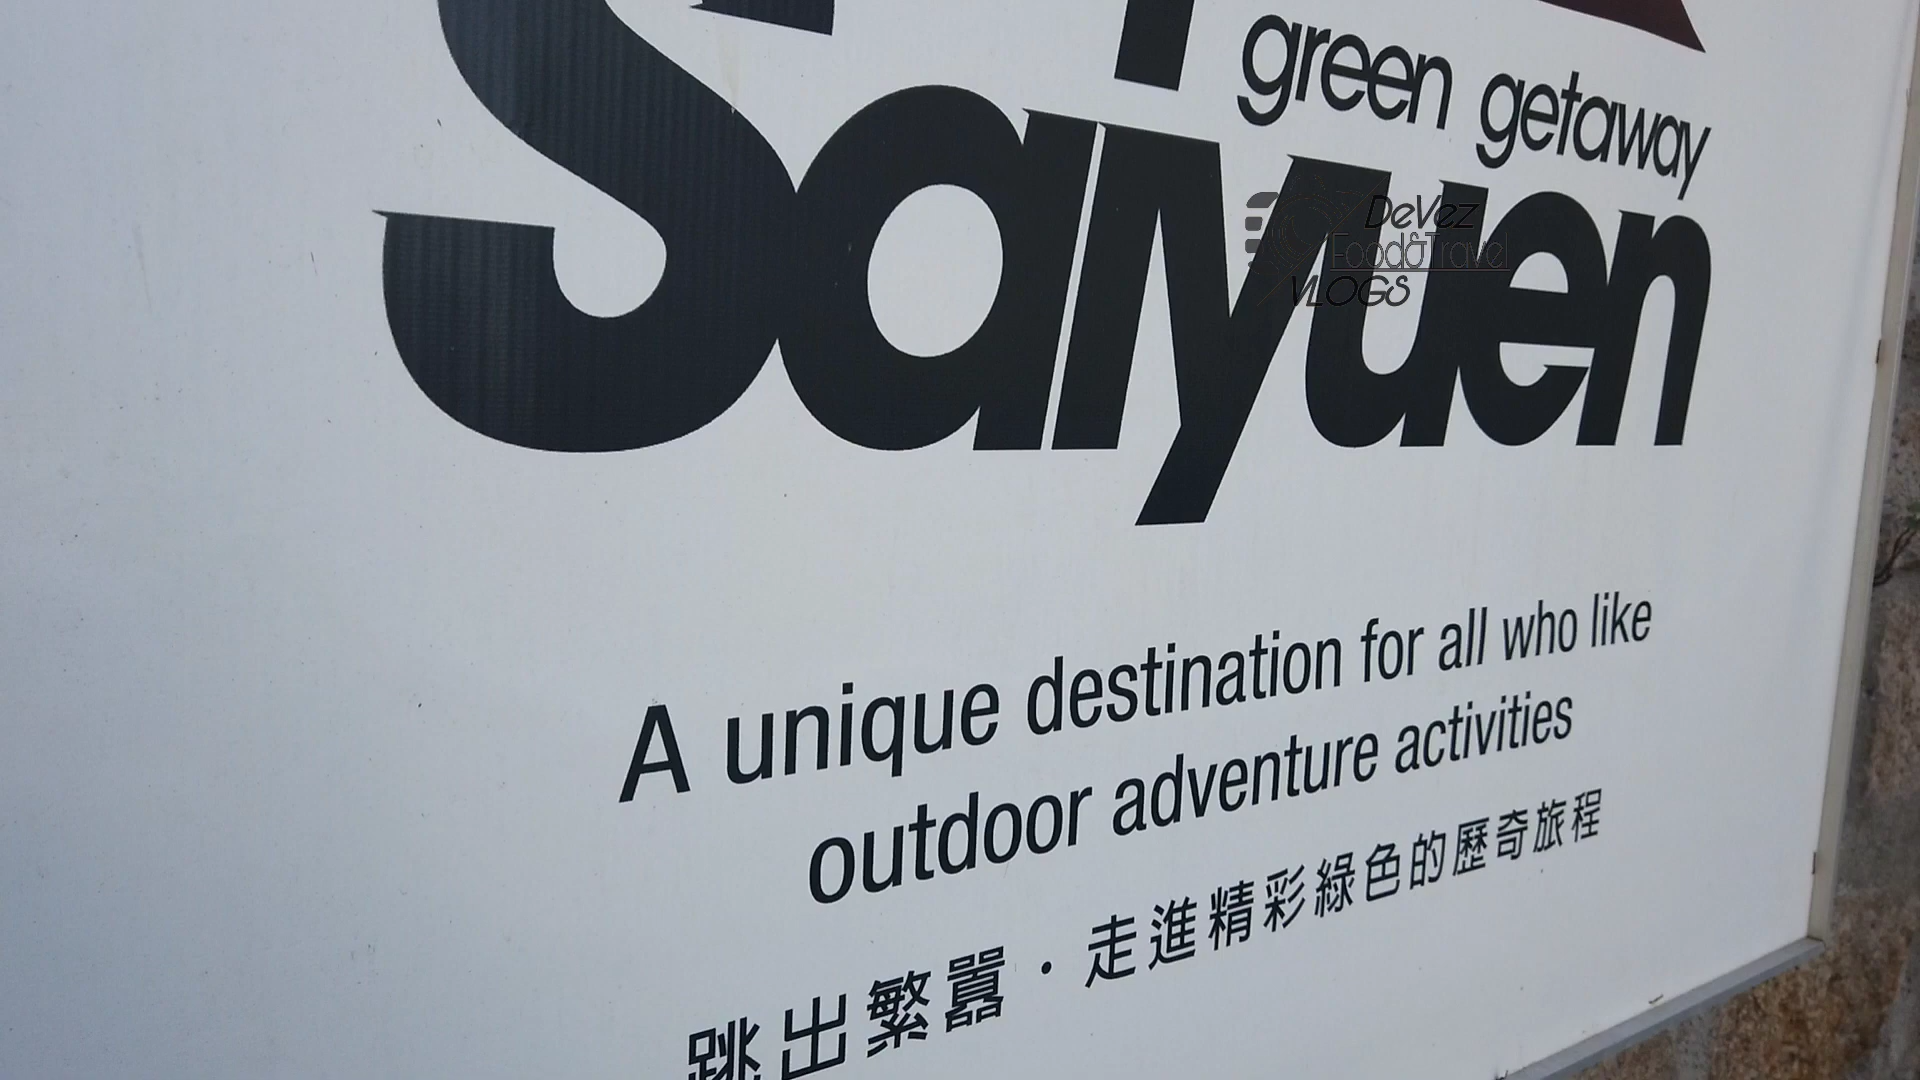 green getaway
Saiyuen
DeVez
Food&Travel
VLOGS
A unique destination for all who like
outdoor adventure activities
跳出繁囂・走進精彩綠色的歷奇旅程